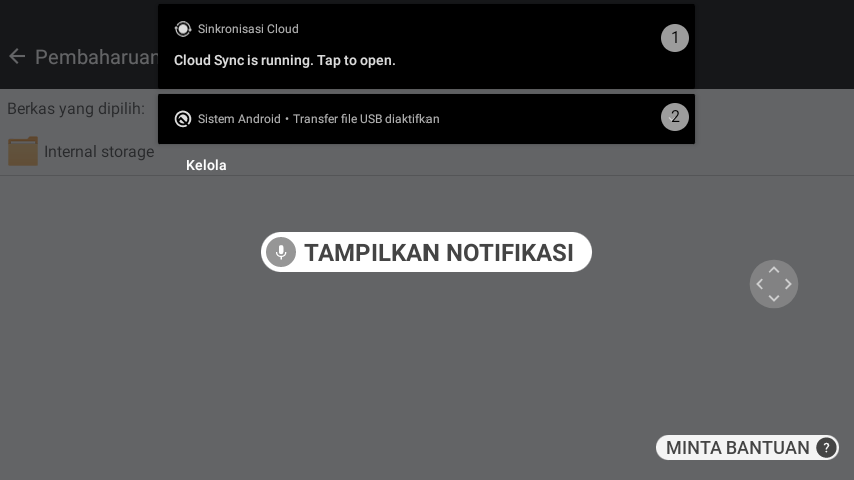 Sinkronisasi Cloud
1
Cloud Sync is running. Tap to open.
Pembaharuan
Sistem Android • Transfer file USB diaktifkan
2
Berkas yang dipilih:
Internal storage
Kelola
TAMPILKAN NOTIFIKASI
MINTA BANTUAN ?